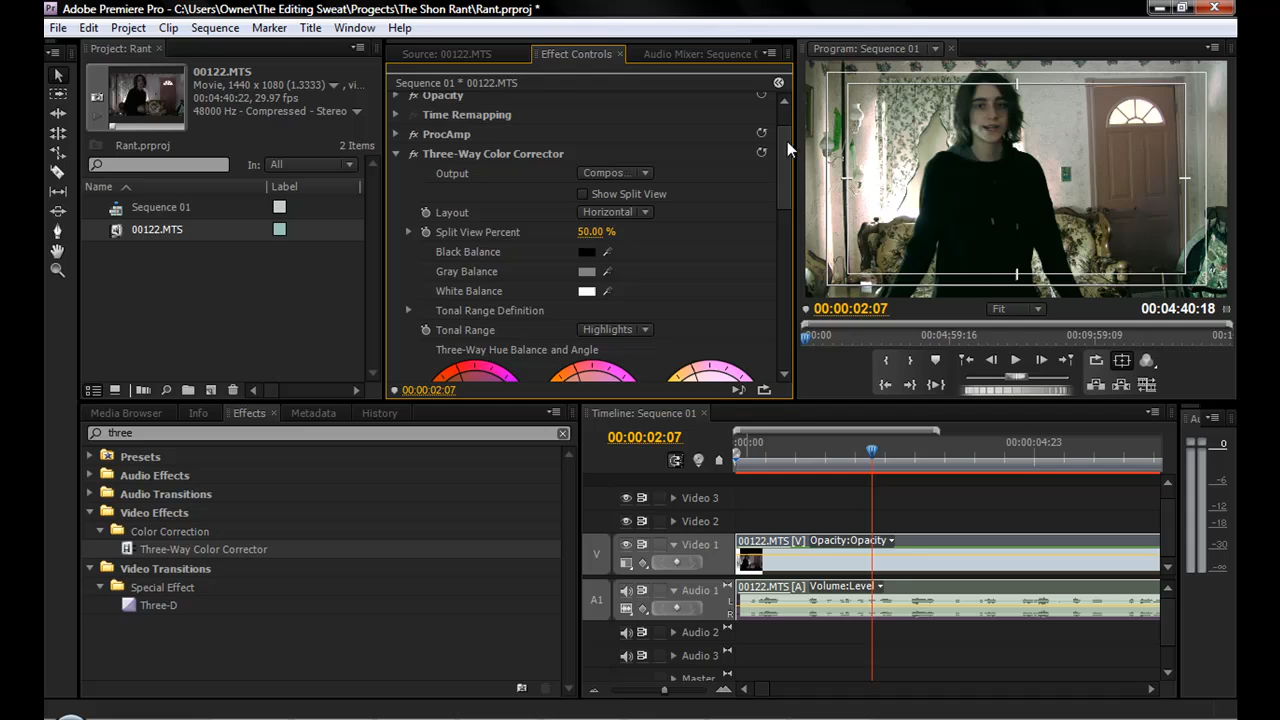 Adobe Premiere Pro - C:\Users\Owner\The Editing Sweat\Progects\The Shon Rant\Rant.prproj *
File Edit Project Clip Sequence Marker Title Window Help
Project: Rant
00122.MTS
Movie, 1440 x 1080 (1.3333) , vi...
00:04:40:22, 29.97 fps
48000 Hz - Compressed - Stereo
Rant.prproj 2 Items
In: All
Name Label
Sequence 01
00122.MTS
Source: 00122.MTS Effect Controls Audio Mixer: Sequence 0
Sequence 01 * 00122.MTS
Opacity
Time Remapping
ProcAmp
Three-Way Color Corrector
Output Compos...
Show Split View
Layout Horizontal
Split View Percent 50.00 %
Black Balance
Gray Balance
White Balance
Tonal Range Definition
Tonal Range Highlights
Three-Way Hue Balance and Angle
00:00:02:07
Program: Sequence 01
00:00:02:07 Fit 00:04:40:18
00:00 00:04:59:16 00:09:59:09 00:1
Media Browser Info Effects Metadata History
three
Presets
Audio Effects
Audio Transitions
Video Effects
Color Correction
Three-Way Color Corrector
Video Transitions
Special Effect
Three-D
Timeline: Sequence 01
00:00:02:07
:00:00 00:00:04:23
Video 3
Video 2
V Video 1
00122.MTS [V] Opacity:Opacity
A1 Audio 1
L
R
00122.MTS [A] Volume:Level
Audio 2
Audio 3
Master
Au
0
-6
-12
-18
-30